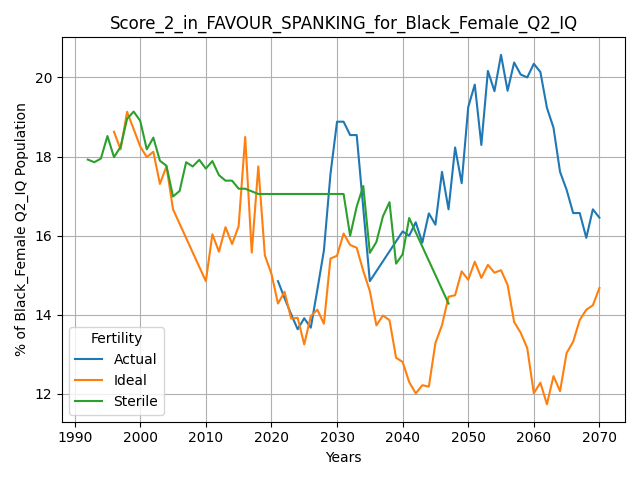 Score_2_in_FAVOUR_SPANKING_for_Black_Female_Q2_IQ
% of Black_Female Q2_IQ Population
20
18
16
14
12
Fertility
Actual
Ideal
Sterile
1990 2000 2010 2020 2030 2040 2050 2060 2070
Years